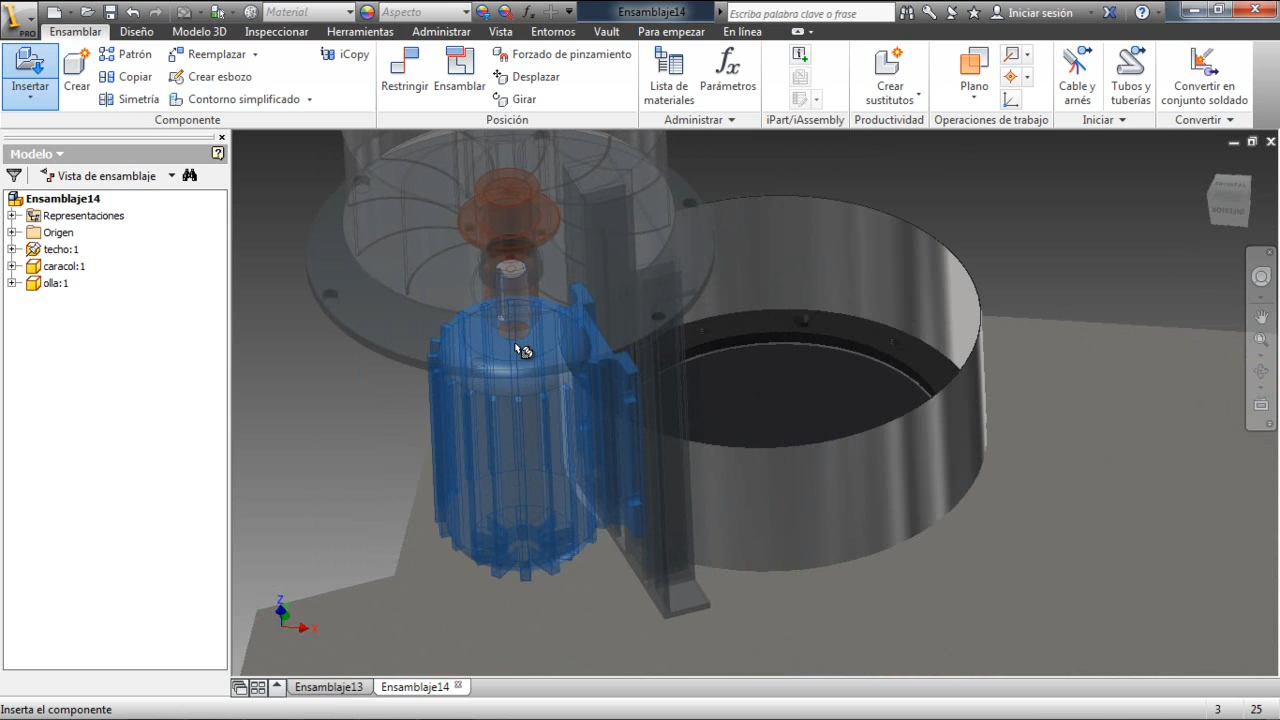 PRO
Material
Aspecto
Ensamblaje14
Escriba palabra clave o frase
Iniciar sesión
Ensamblar
Diseño
Modelo 3D
Inspeccionar
Herramientas
Administrar
Vista
Entornos
Vault
Para empezar
En línea
Insertar
Crear
Patrón
Copiar
Simetría
Reemplazar
Crear esbozo
Contorno simplificado
iCopy
Componente
Restringir
Ensamblar
Forzado de pinzamiento
Desplazar
Girar
Posición
Lista de
materiales
Parámetros
Administrar
iPart/iAssembly
Crear
sustitutos
Productividad
Plano
Operaciones de trabajo
Cable y
arnés
Tubos y
tuberías
Iniciar
Convertir en
conjunto soldado
Convertir
Modelo
Vista de ensamblaje
Ensamblaje14
Representaciones
Origen
techo:1
caracol:1
olla:1
INFERIOR
Z
X
Ensamblaje13
Ensamblaje14
Inserta el componente
3
25